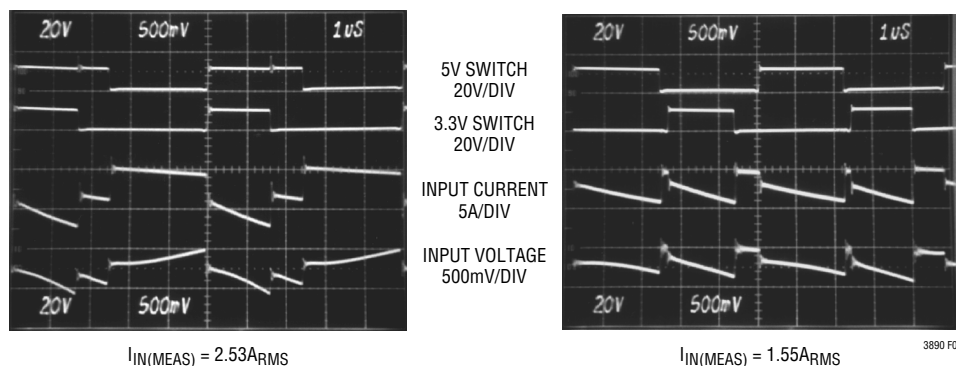 20V 500mV 1uS
20V 500mV
5V SWITCH
20V/DIV
3.3V SWITCH
20V/DIV
INPUT CURRENT
5A/DIV
INPUT VOLTAGE
500mV/DIV
20V 500mV 1uS
20V 500mV
IIN(MEAS) = 2.53ARMS
IIN(MEAS) = 1.55ARMS
3890